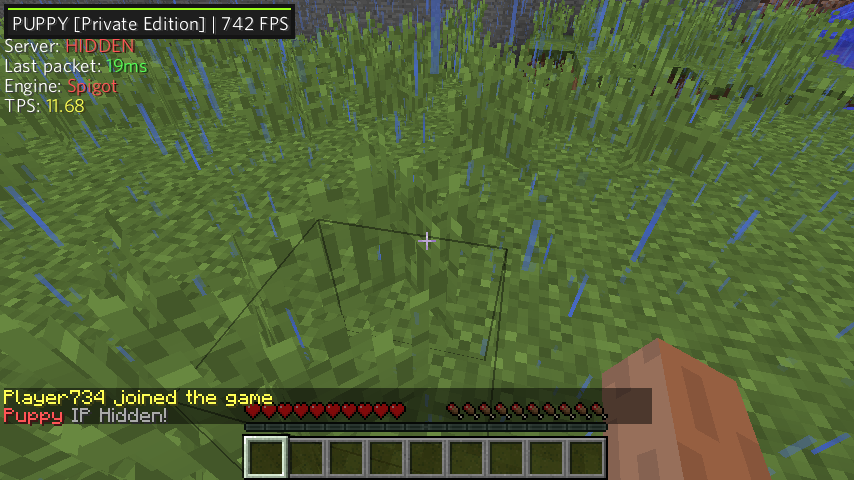 PUPPY [Private Edition] | 742 FPS
Server: HIDDEN
Last packet: 19ms
Engine: Spigot
TPS: 11.68
Player734 joined the game
Puppy IP Hidden!